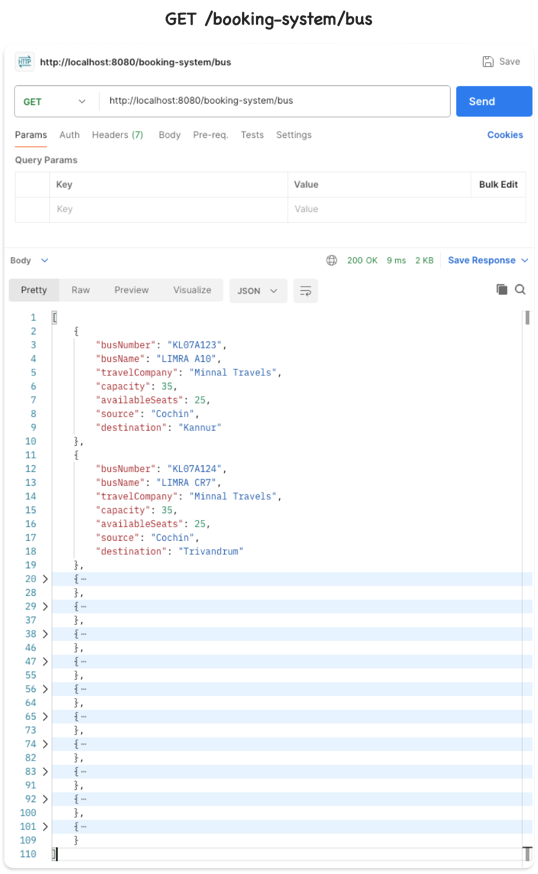 GET /booking-system/bus
HTTP http://localhost:8080/booking-system/bus Save
GET http://localhost:8080/booking-system/bus Send
Params Auth Headers (7) Body Pre-req. Tests Settings Cookies
Query Params
Key Value Bulk Edit
Key Value
Body 200 OK 9 ms 2 KB Save Response
Pretty Raw Preview Visualize JSON
1 [
2 {
3 "busNumber": "KL07A123",
4 "busName": "LIMRA A10",
5 "travelCompany": "Minnal Travels",
6 "capacity": 35,
7 "availableSeats": 25,
8 "source": "Cochin",
9 "destination": "Kannur"
10 },
11 {
12 "busNumber": "KL07A124",
13 "busName": "LIMRA CR7",
14 "travelCompany": "Minnal Travels",
15 "capacity": 35,
16 "availableSeats": 25,
17 "source": "Cochin",
18 "destination": "Trivandrum"
19 },
20 > {⋯
28 },
29 > {⋯
37 },
38 > {⋯
46 },
47 > {⋯
55 },
56 > {⋯
64 },
65 > {⋯
73 },
74 > {⋯
82 },
83 > {⋯
91 },
92 > {⋯
100 },
101 > {⋯
109 }
110 ]